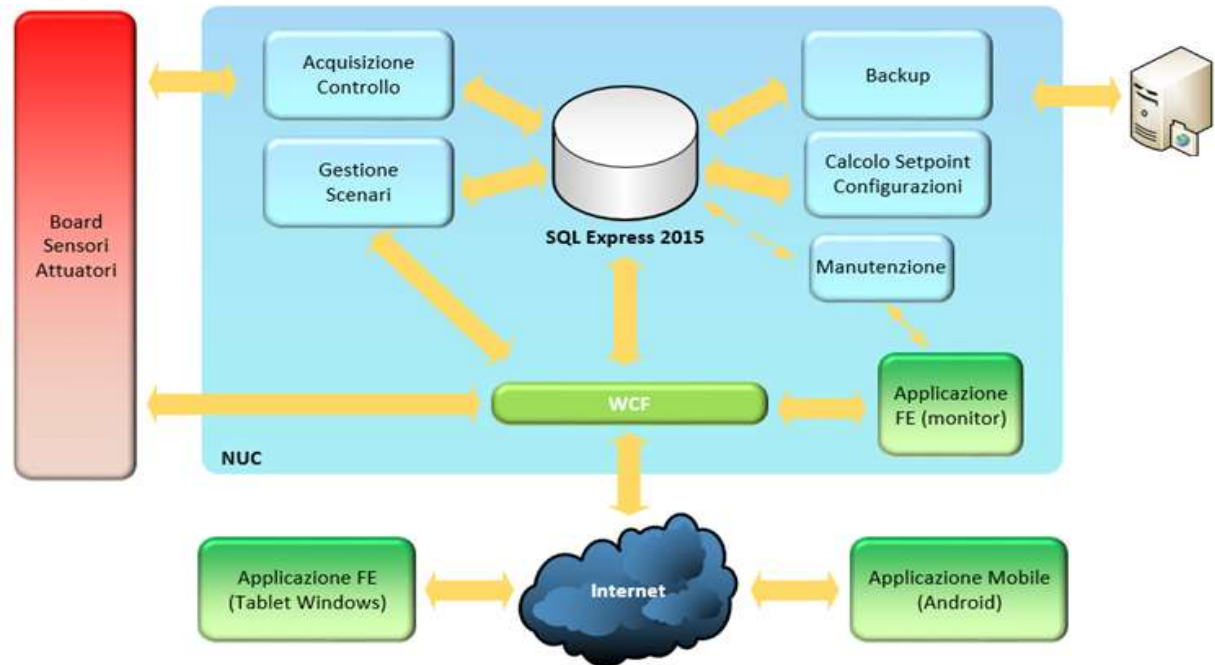 Acquisizione
Controllo
Backup
Gestione
Scenari
Calcolo Setpoint
Configurazioni
Board
Sensori
Attuatori
SQL Express 2015
Manutenzione
WCF
Applicazione
FE (monitor)
NUC
Applicazione FE
(Tablet Windows)
Internet
Applicazione Mobile
(Android)